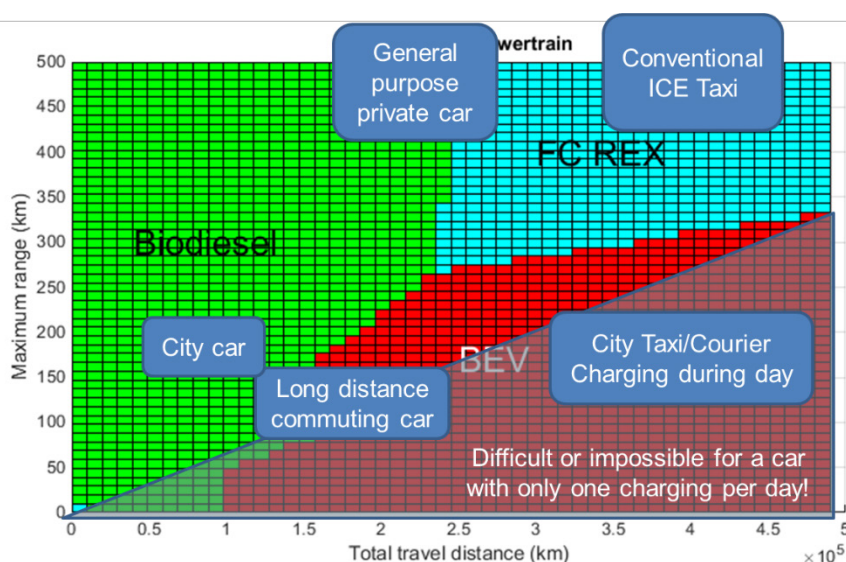 General
purpose
private car
wertrain
Conventional
ICE Taxi
500
450
400
350
300
250
200
150
100
50
0
Maximum range (km)
FC REX
Biodiesel
City car
BEV
City Taxi/Courier
Charging during day
Long distance
commuting car
Difficult or impossible for a car
with only one charging per day!
0
0.5
1
1.5
2
2.5
3
3.5
4
4.5
5
Total travel distance (km)
×10⁵